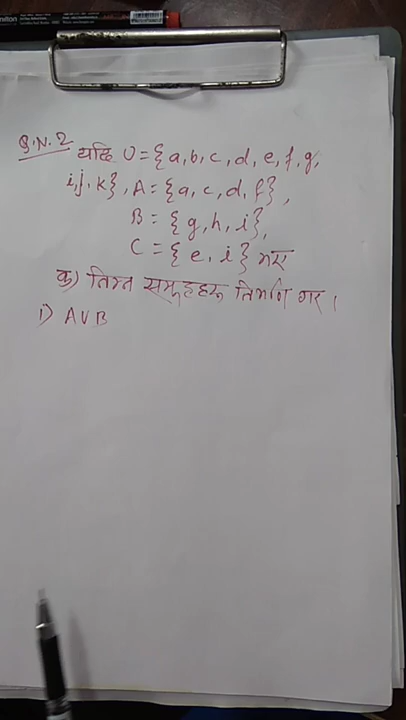 Q.N.2 यदि U={a,b,c,d,e,f,g,
i,j,k}, A={a,c,d,f},
B={g,h,i},
C={e,i} भए
क) निम्न समूहहरू निर्माण गर।
1) A∪B